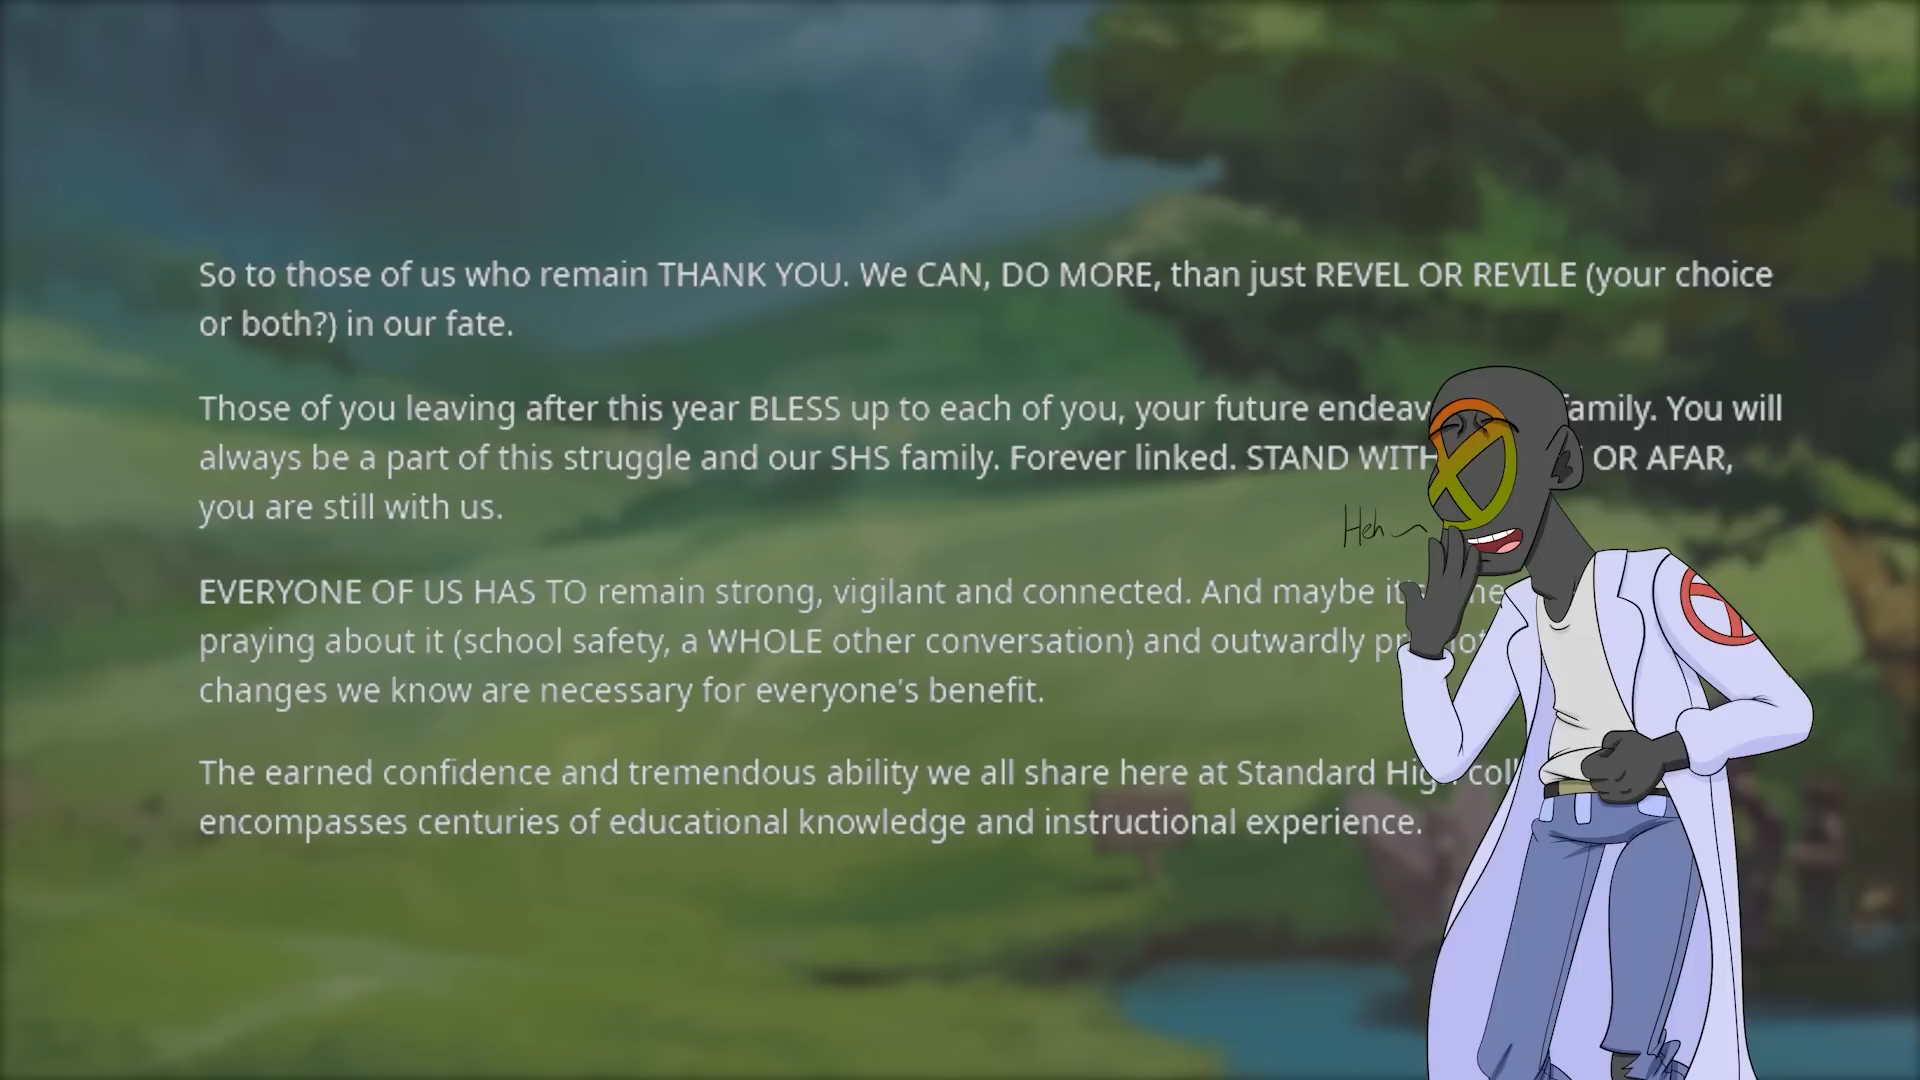 So to those of us who remain THANK YOU. We CAN, DO MORE, than just REVEL OR REVILE (your choice
or both?) in our fate.
Those of you leaving after this year BLESS up to each of you, your future endeav family. You will
always be a part of this struggle and our SHS family. Forever linked. STAND WITH OR AFAR,
you are still with us.
EVERYONE OF US HAS TO remain strong, vigilant and connected. And maybe it
Heh
praying about it (school safety, a WHOLE other conversation) and outwardly
changes we know are necessary for everyone's benefit.
The earned confidence and tremendous ability we all share here at Standard High
encompasses centuries of educational knowledge and instructional experience.